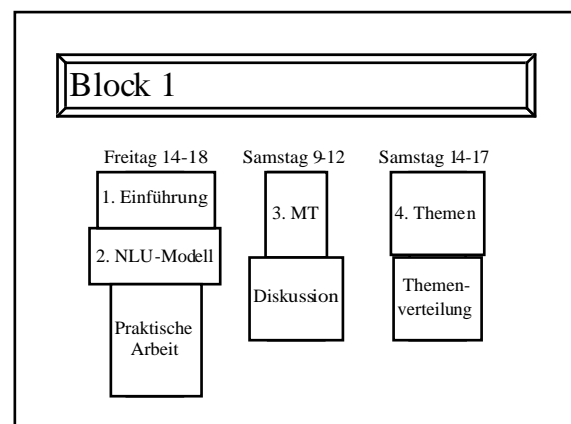 Block 1
Freitag 14-18
1. Einführung
2. NLU-Modell
Praktische
Arbeit
Samstag 9-12
3. MT
Diskussion
Samstag 14-17
4. Themen
Themen-
verteilung